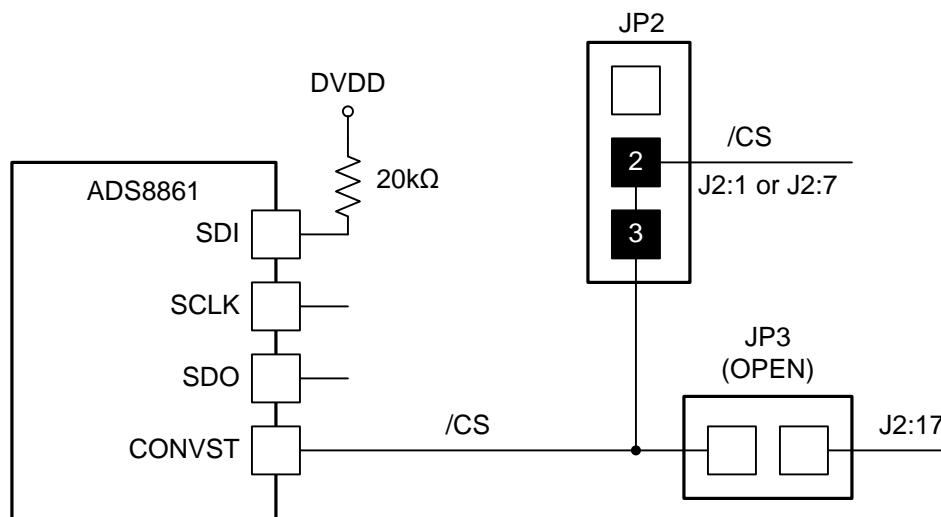 JP2
DVDD
2
/CS
20kΩ
J2:1 or J2:7
ADS8861
SDI
3
SCLK
JP3
(OPEN)
SDO
/CS
J2:17
CONVST